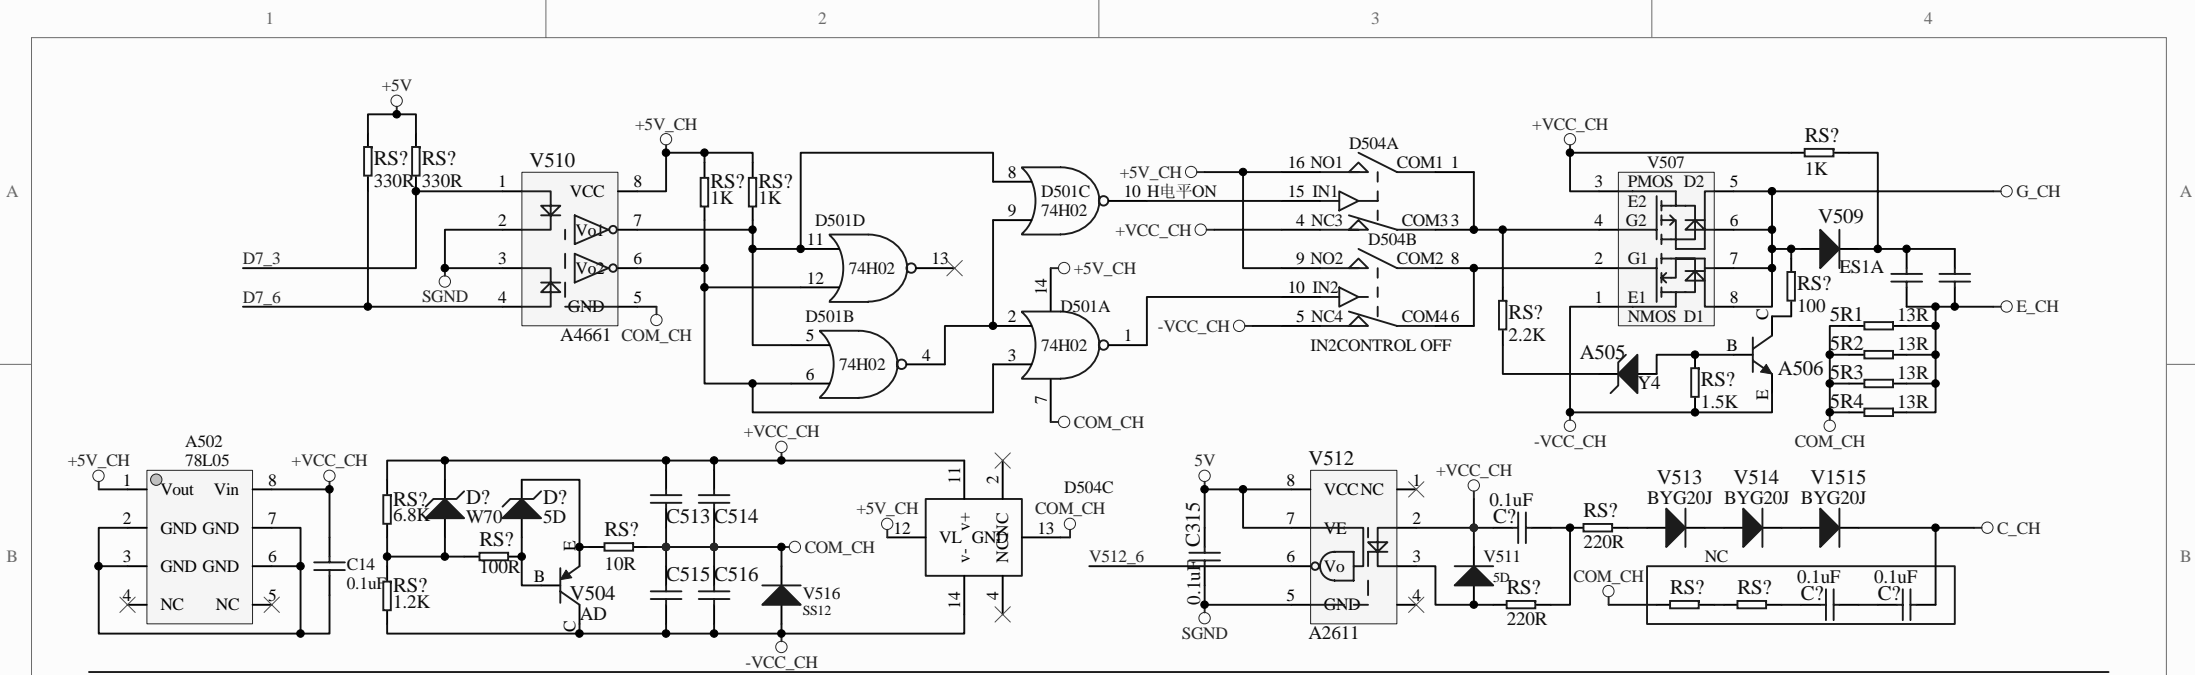 1 2 3 4
A A
B B
+5V
RS? RS?
330R 330R
D7_3
D7_6
SGND
V510
1 VCC 8
2 Vo1 7
3 Vo2 6
4 GND 5
A4661
COM_CH
+5V_CH
RS? RS?
1K 1K
D501D
11
12
74H02
13
D501B
5
6
74H02
4
8
9
D501C
74H02
10 H电平ON
+5V_CH
14
D501A
2
3
74H02
1
7
COM_CH
D504A
+5V_CH
16 NO1 COM1 1
15 IN1
+VCC_CH
4 NC3 COM3 3
D504B
9 NO2 COM2 8
10 IN2
-VCC_CH
5 NC4 COM4 6
IN2CONTROL OFF
RS?
2.2K
+VCC_CH
V507
3 PMOS D2 5
E2
4 G2 6
2 G1 7
1 E1 8
NMOS D1
RS?
1K
G_CH
V509
ES1A
RS?
100
E_CH
A505
Y4
RS?
1.5K
B
C
E
A506
-VCC_CH
5R1 13R
5R2 13R
5R3 13R
5R4 13R
COM_CH
A502
78L05
+5V_CH
+VCC_CH
1 Vout Vin 8
2 GND GND 7
3 GND GND 6
4 NC NC 5
C14
0.1uF
RS?
6.8K
RS?
1.2K
D?
W70
D?
5D
RS?
100R
B
E
C
V504
AD
RS?
10R
+VCC_CH
C513 C514
C515 C516
COM_CH
V516
SS12
-VCC_CH
11
2
D504C
+5V_CH
12
VL
v+
v-
GND
NC
NC
COM_CH
13
14
4
5V
C315
0.1uF
SGND
V512_6
V512
8 VCC NC 1
7 VE 2
6 Vo 3
5 GND 4
A2611
+VCC_CH
V511
5D
0.1uF
C?
RS?
220R
RS?
220R
V513 V514 V1515
BYG20J BYG20J BYG20J
C_CH
NC
COM_CH
RS? RS?
0.1uF 0.1uF
C? C?